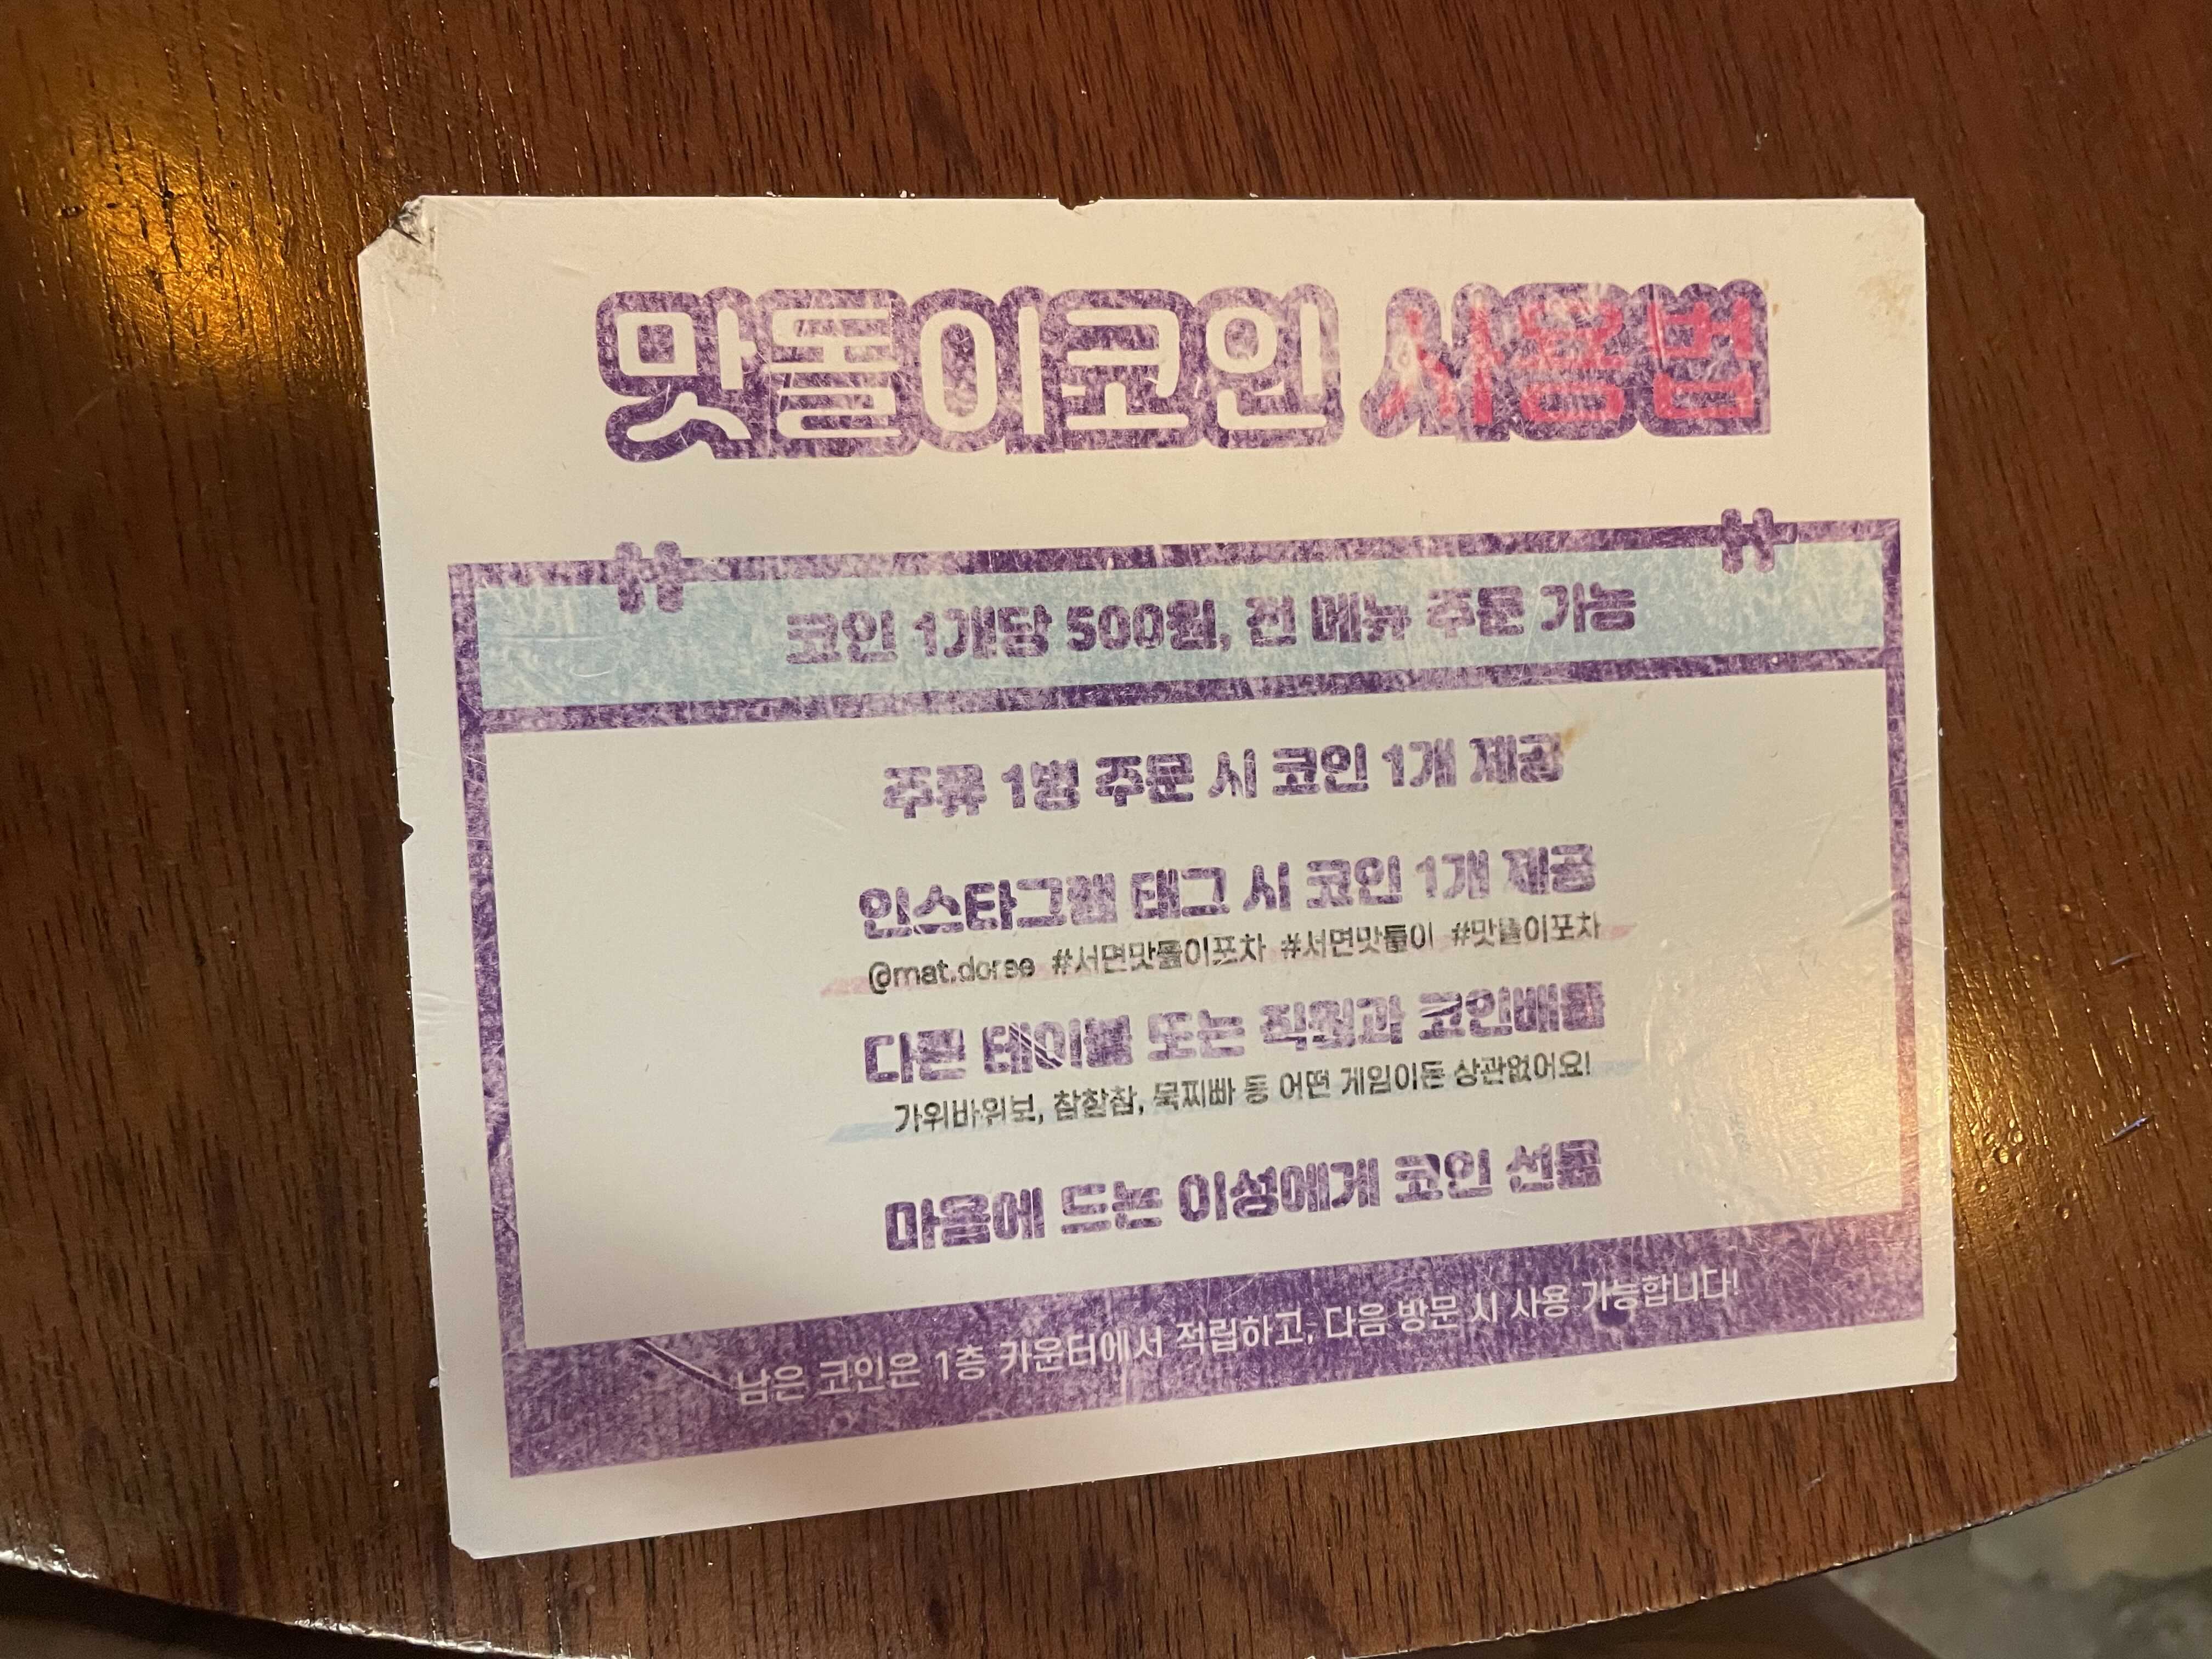 맛돌이코인 사용법
코인 1개당 500원, 전 메뉴 주문 가능
주류 1병 주문 시 코인 1개 제공
인스타그램 태그 시 코인 1개 제공
@mat.doree #서면맛돌이포차 #서면맛돌이 #맛돌이포차
다른 테이블 또는 직원과 코인배틀
가위바위보, 참참참, 묵찌빠 등 어떤 게임이든 상관없어요!
마음에 드는 이성에게 코인 선물
남은 코인은 1층 카운터에서 적립하고, 다음 방문 시 사용 가능합니다!